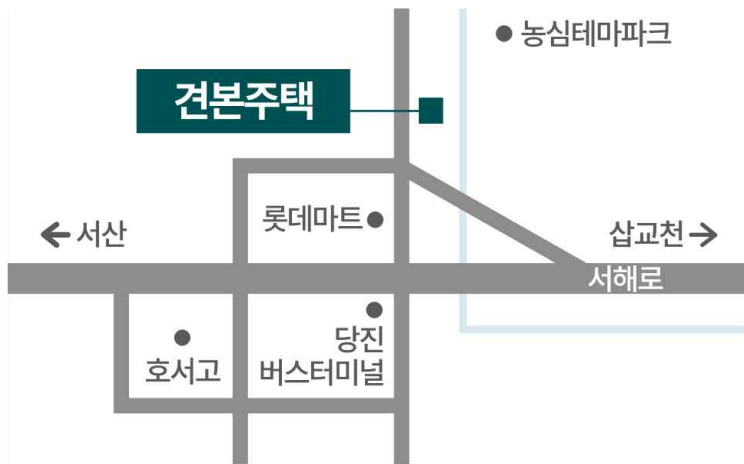 농심테마파크
견본주택
롯데마트
← 서산
삽교천 →
서해로
당진
버스터미널
호서고